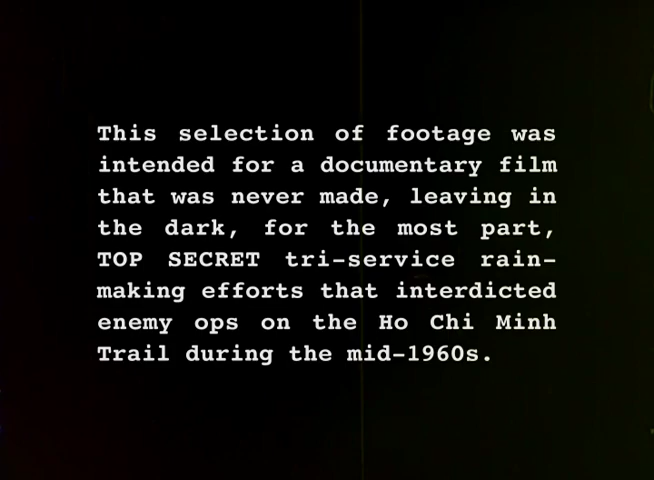 This selection of footage was
intended for a documentary film
that was never made, leaving in
the dark, for the most part,
TOP SECRET tri-service rain-
making efforts that interdicted
enemy ops on the Ho Chi Minh
Trail during the mid-1960s.